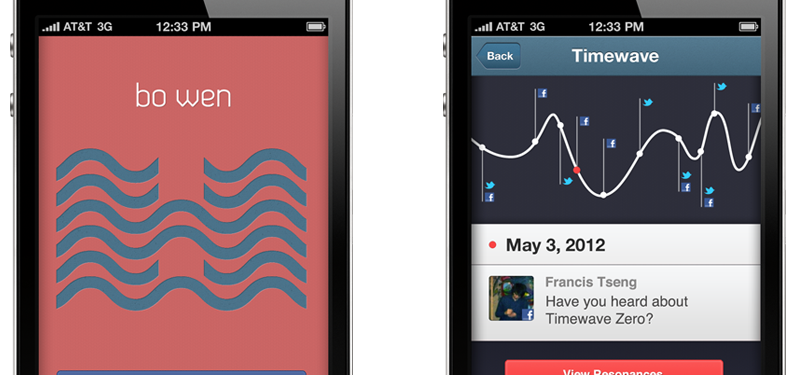 AT&T 3G 12:33 PM
bo wen
AT&T 3G 12:33 PM
Back Timewave
May 3, 2012
Francis Tseng
Have you heard about
Timewave Zero?
View Resonances